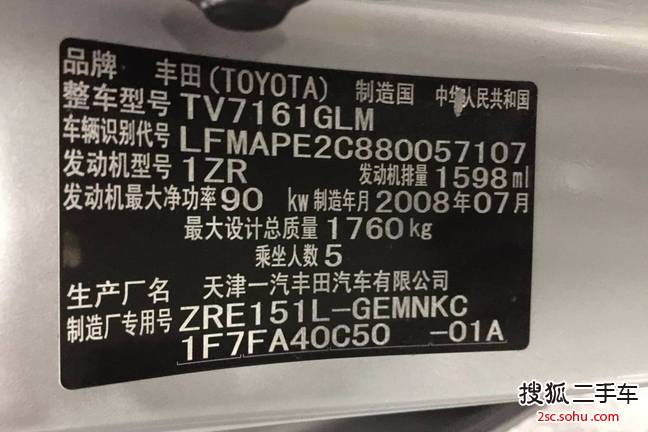 品牌 丰田(TOYOTA) 制造国 中华人民共和国
整车型号 TV7161GLM
车辆识别代号 LFMAPE2C880057107
发动机型号 1ZR 发动机排量 1598ml
发动机最大净功率 90 kw 制造年月 2008年07月
最大设计总质量 1760kg
乘坐人数 5
生产厂名 天津一汽丰田汽车有限公司
制造厂专用号 ZRE151L-GEMNKC
1F7FA40C50 -01A
搜狐二手车
2sc.sohu.com